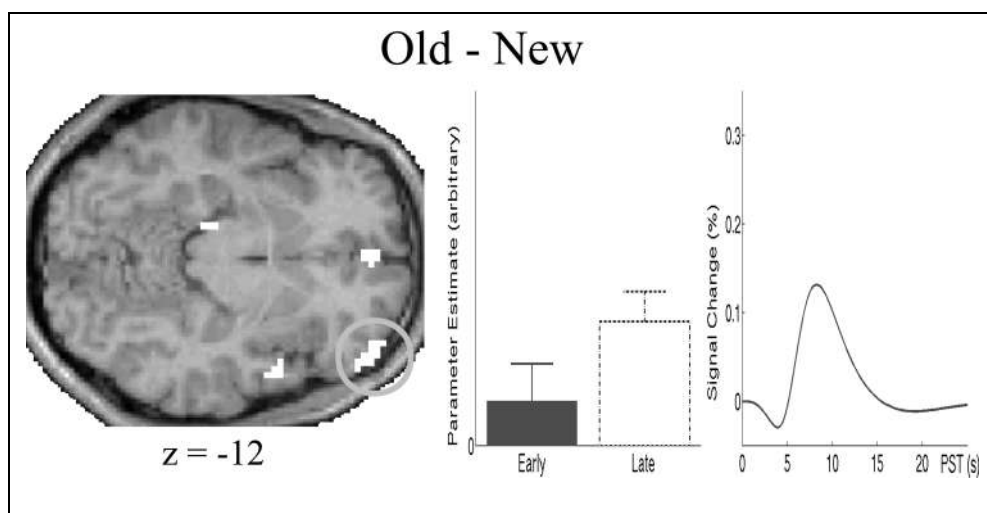 Old - New
z = -12
Parameter Estimate (arbitrary)
0
Early Late
Signal Change (%)
0.3
0.2
0.1
0
0 5 10 15 20 PST (s)